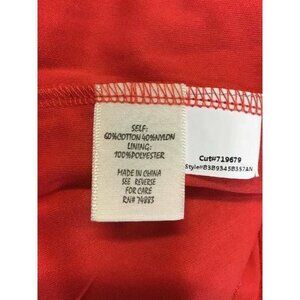 SELF:
60%COTTON 40%NYLON
LINING:
100%POLYESTER
MADE IN CHINA
SEE REVERSE
FOR CARE
RN# 74883
Cut#719679
Style#B3B9345B357AN